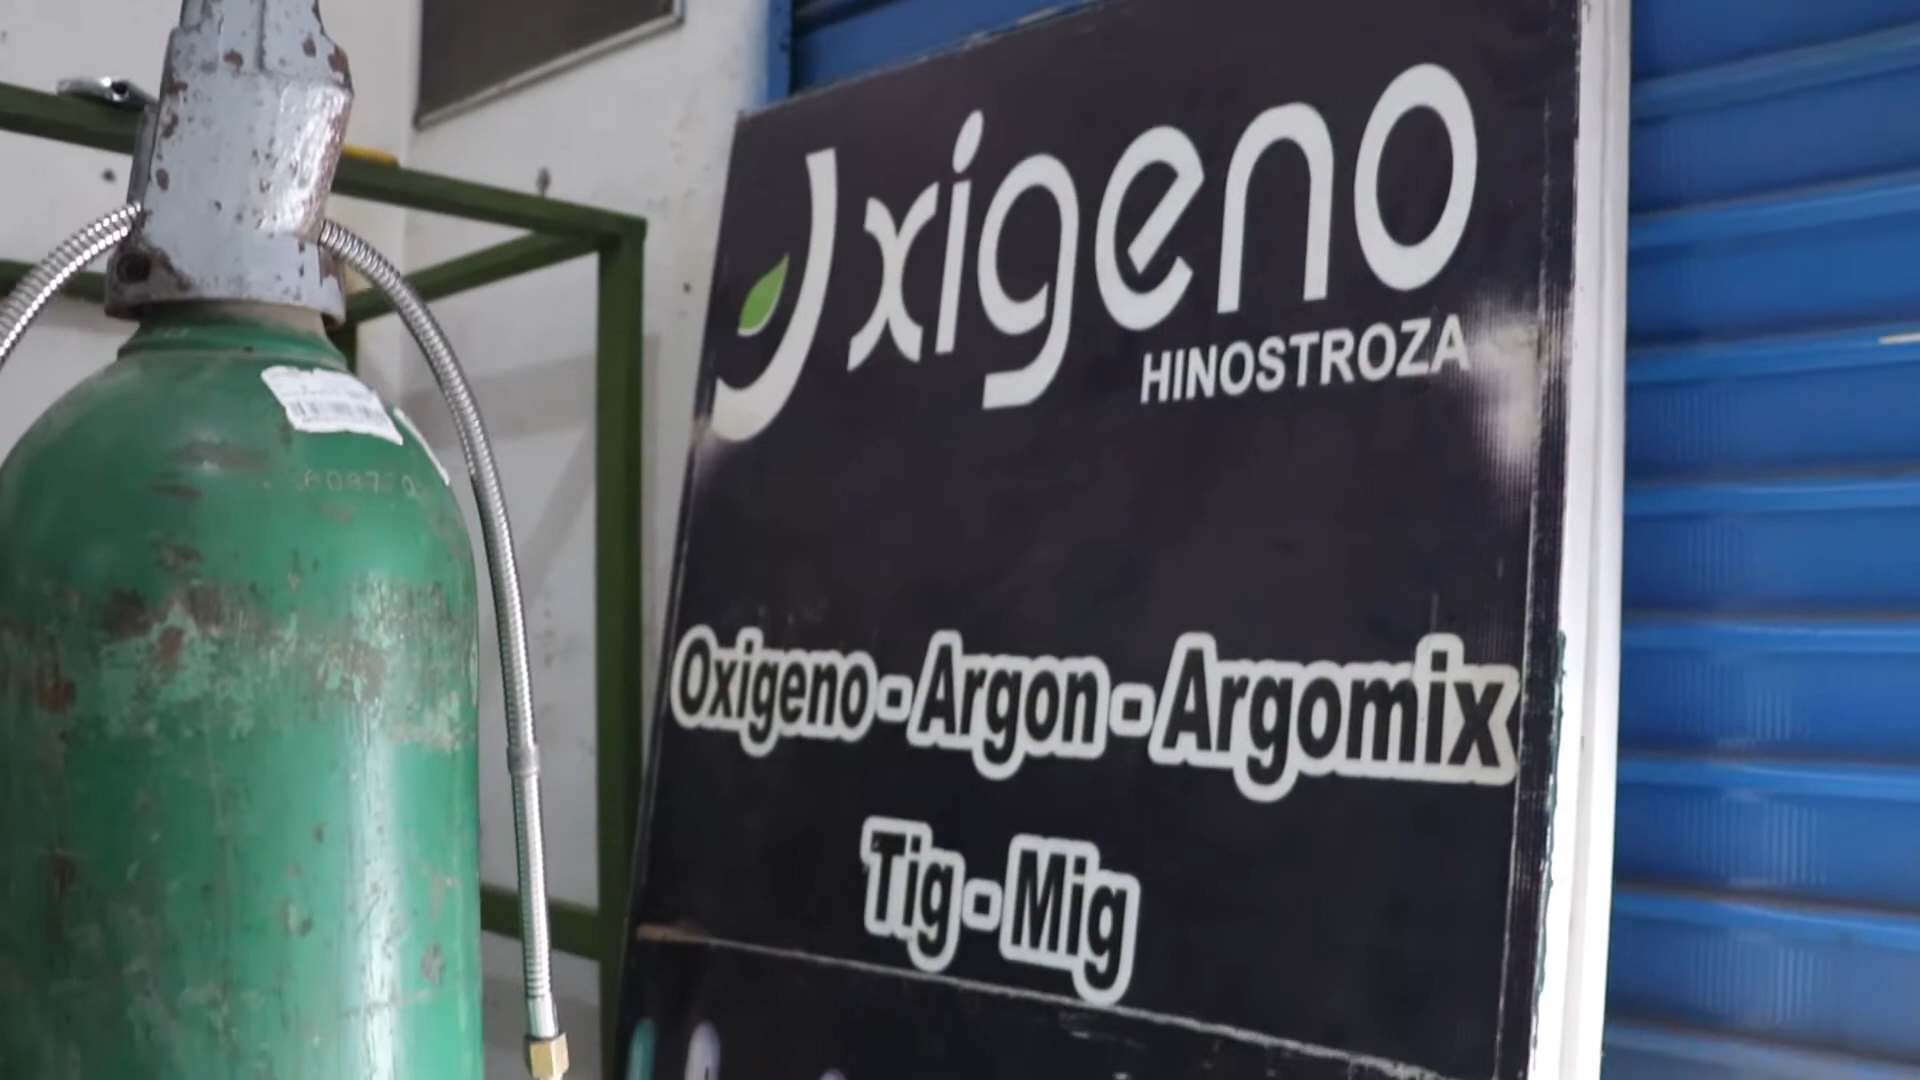 Oxigeno
HINOSTROZA
Oxigeno - Argon - Argomix
Tig - Mig